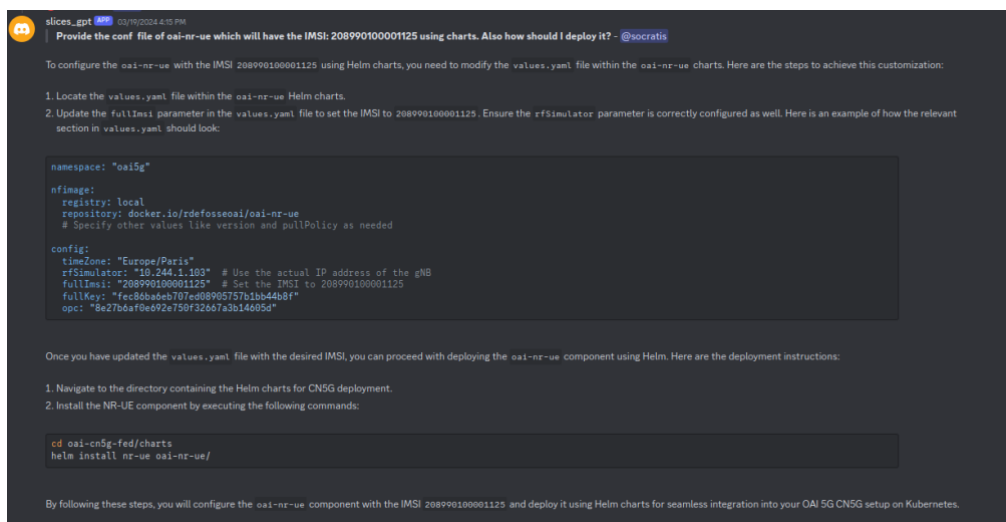 slices_gpt APP 03/19/2024 4:15 PM
Provide the conf file of oai-nr-ue which will have the IMSI: 208990100001125 using charts. Also how should I deploy it? - @socratis
To configure the oai-nr-ue with the IMSI 208990100001125 using Helm charts, you need to modify the values.yaml file within the oai-nr-ue charts. Here are the steps to achieve this customization:
1. Locate the values.yaml file within the oai-nr-ue Helm charts.
2. Update the fullImsi parameter in the values.yaml file to set the IMSI to 208990100001125. Ensure the rfSimulator parameter is correctly configured as well. Here is an example of how the relevant
section in values.yaml should look:
namespace: "oai5g"
nfimage:
registry: local
repository: docker.io/rdefosseoai/oai-nr-ue
# Specify other values like version and pullPolicy as needed
config:
timeZone: "Europe/Paris"
rfSimulator: "10.244.1.103" # Use the actual IP address of the gNB
fullImsi: "208990100001125" # Set the IMSI to 208990100001125
fullKey: "fec86ba6eb707ed08905757b1bb44b8f"
opc: "8e27b6af0e692e750f32667a3b14605d"
Once you have updated the values.yaml file with the desired IMSI, you can proceed with deploying the oai-nr-ue component using Helm. Here are the deployment instructions:
1. Navigate to the directory containing the Helm charts for CN5G deployment.
2. Install the NR-UE component by executing the following commands:
cd oai-cn5g-fed/charts
helm install nr-ue oai-nr-ue/
By following these steps, you will configure the oai-nr-ue component with the IMSI 208990100001125 and deploy it using Helm charts for seamless integration into your OAI 5G CN5G setup on Kubernetes.